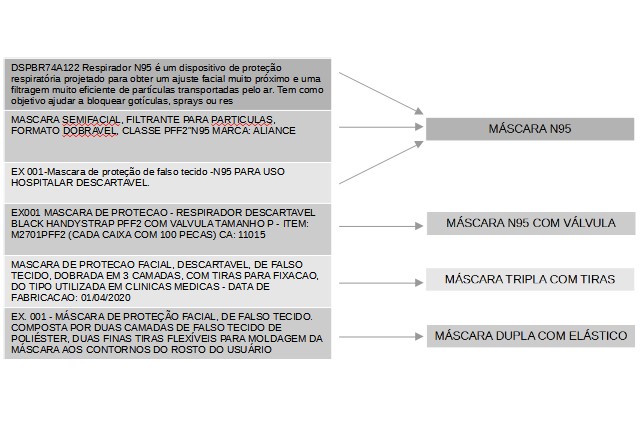 DSPBR74A122 Respirador N95 é um dispositivo de proteção
respiratória projetado para obter um ajuste facial muito próximo e uma
filtragem muito eficiente de partículas transportadas pelo ar. Tem como
objetivo ajudar a bloquear gotículas, sprays ou res
MASCARA SEMIFACIAL, FILTRANTE PARA PARTICULAS,
FORMATO DOBRAVEL, CLASSE PFF2"N95 MARCA: ALIANCE
MÁSCARA N95
EX 001-Mascara de proteção de falso tecido -N95 PARA USO
HOSPITALAR DESCARTÁVEL.
EX001 MASCARA DE PROTECAO - RESPIRADOR DESCARTAVEL
BLACK HANDYSTRAP PFF2 COM VALVULA TAMANHO P - ITEM:
M2701PFF2 (CADA CAIXA COM 100 PECAS) CA: 11015
MÁSCARA N95 COM VÁLVULA
MASCARA DE PROTECAO FACIAL, DESCARTAVEL, DE FALSO
TECIDO, DOBRADA EM 3 CAMADAS, COM TIRAS PARA FIXACAO,
DO TIPO UTILIZADA EM CLINICAS MEDICAS - DATA DE
FABRICACAO: 01/04/2020
MÁSCARA TRIPLA COM TIRAS
EX. 001 - MÁSCARA DE PROTEÇÃO FACIAL, DE FALSO TECIDO.
COMPOSTA POR DUAS CAMADAS DE FALSO TECIDO DE
POLIÉSTER, DUAS FINAS TIRAS FLEXÍVEIS PARA MOLDAGEM DA
MÁSCARA AOS CONTORNOS DO ROSTO DO USUÁRIO
MÁSCARA DUPLA COM ELÁSTICO